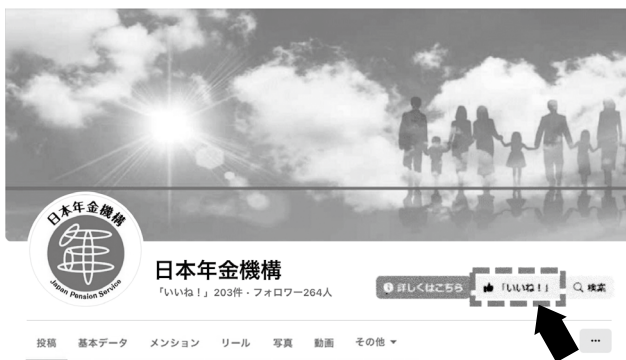 日本年金機構
Japan Pension Service
日本年金機構
「いいね！」203件・フォロワー264人
詳しくはこちら
「いいね！」
検索
投稿 基本データ メンション リール 写真 動画 その他